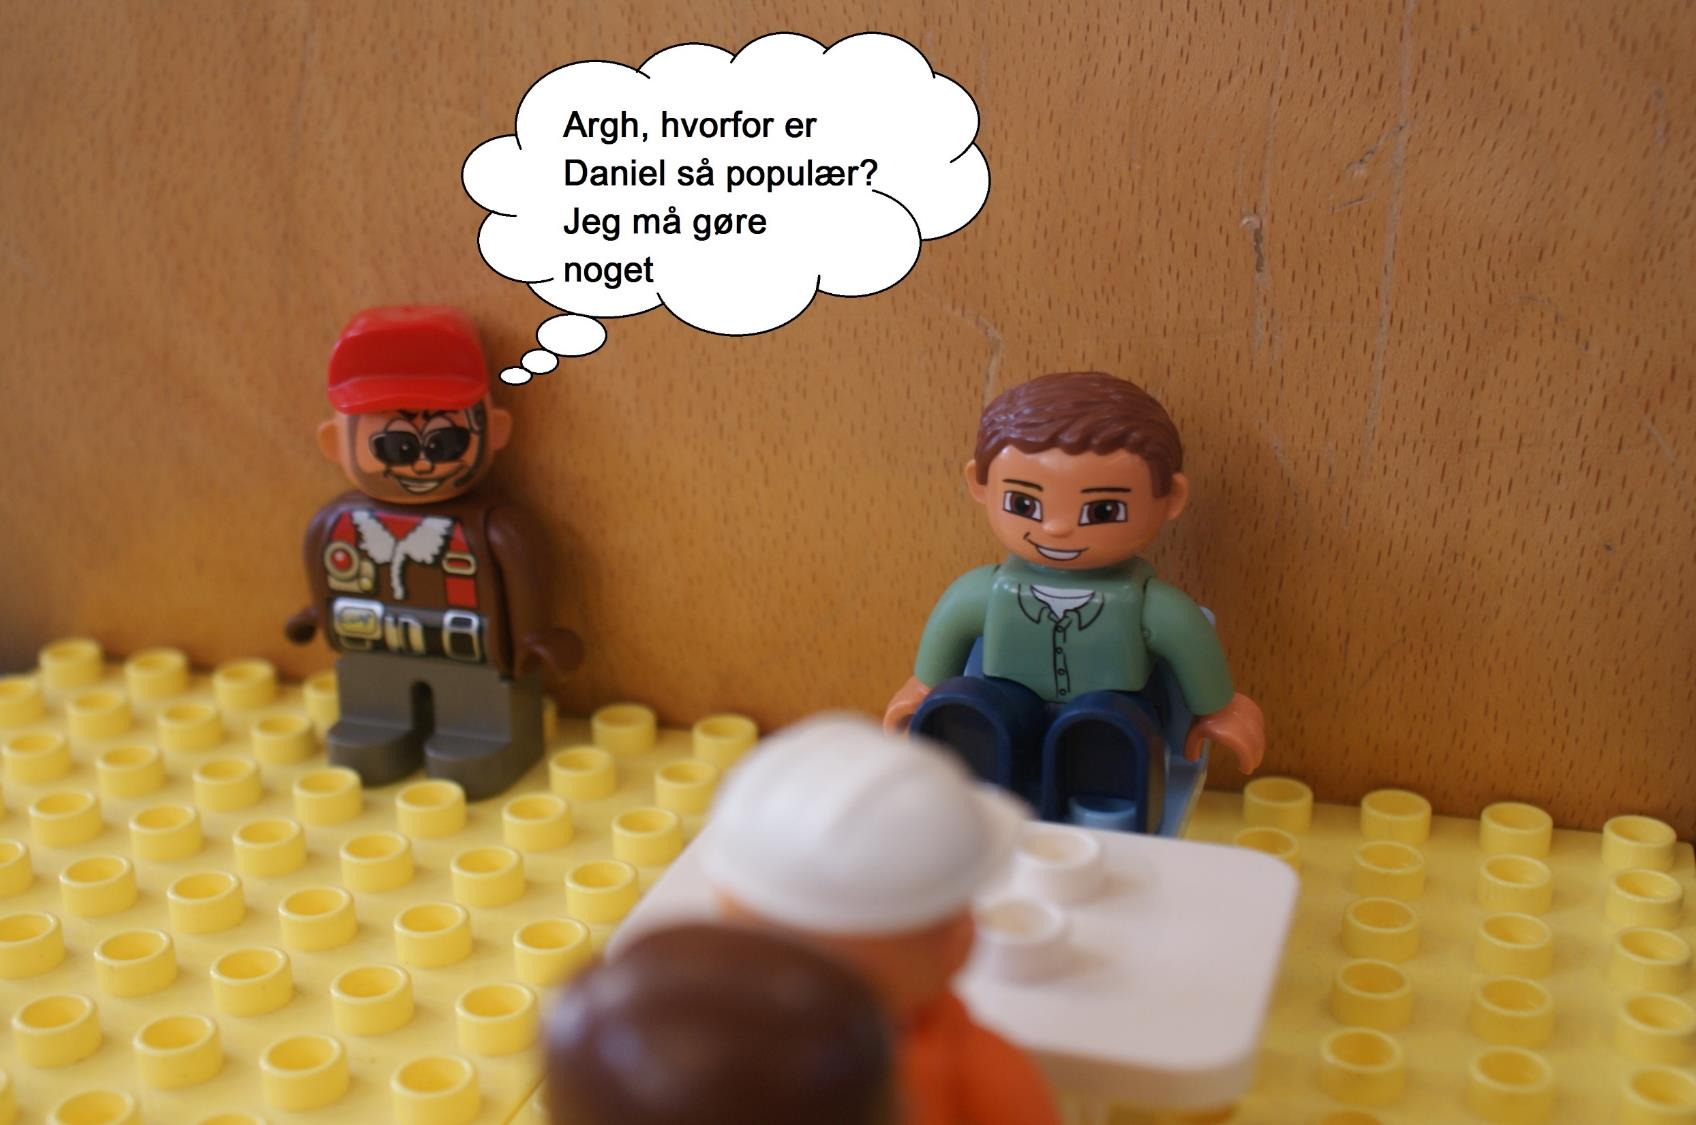 Argh, hvorfor er
Daniel så populær?
Jeg må gøre
noget